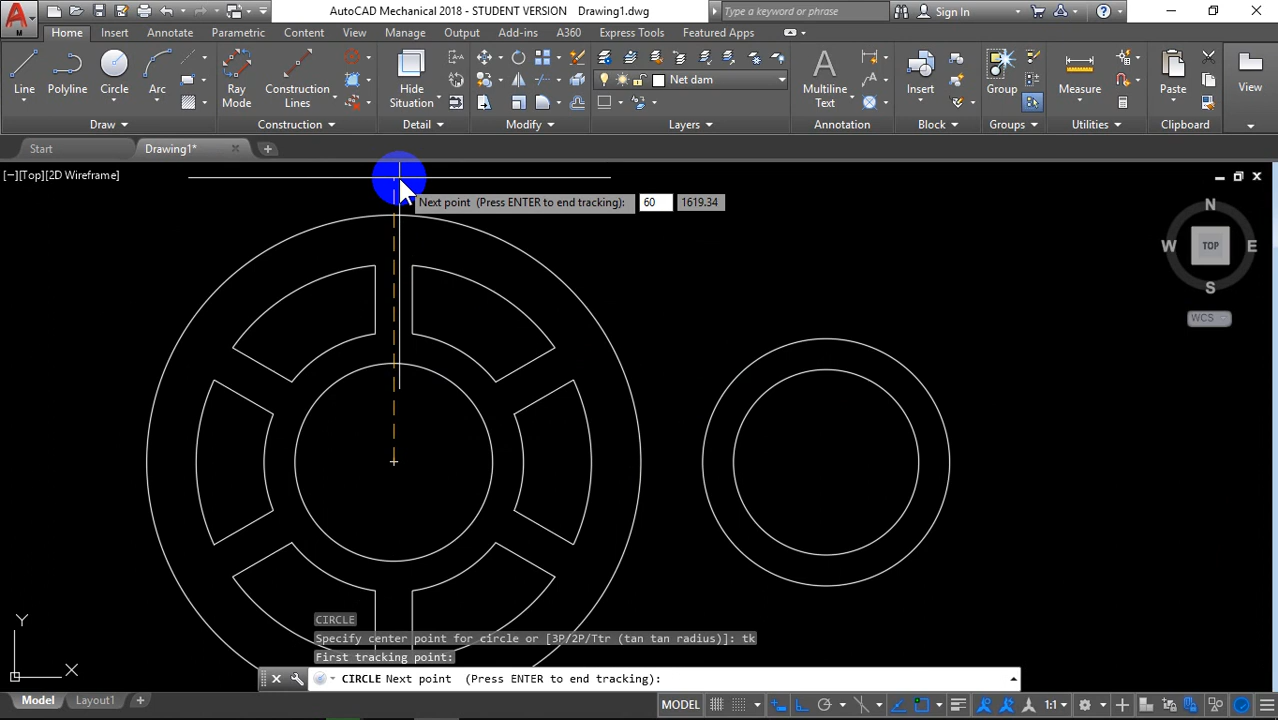 AutoCAD Mechanical 2018 - STUDENT VERSION Drawing1.dwg
Type a keyword or phrase
Sign In
Home Insert Annotate Parametric Content View Manage Output Add-ins A360 Express Tools Featured Apps
Line Polyline Circle Arc Ray Mode Construction Lines Hide Situation Net dam Multiline Text Insert Group Measure Paste View
Draw Construction Detail Modify Layers Annotation Block Groups Utilities Clipboard
Start Drawing1*
[−][Top][2D Wireframe]
Next point (Press ENTER to end tracking): 60 1619.34
N
W TOP E
S
WCS
CIRCLE
Specify center point for circle or [3P/2P/Ttr (tan tan radius)]: tk
First tracking point:
CIRCLE Next point (Press ENTER to end tracking):
Y
X
Model Layout1
MODEL 1:1